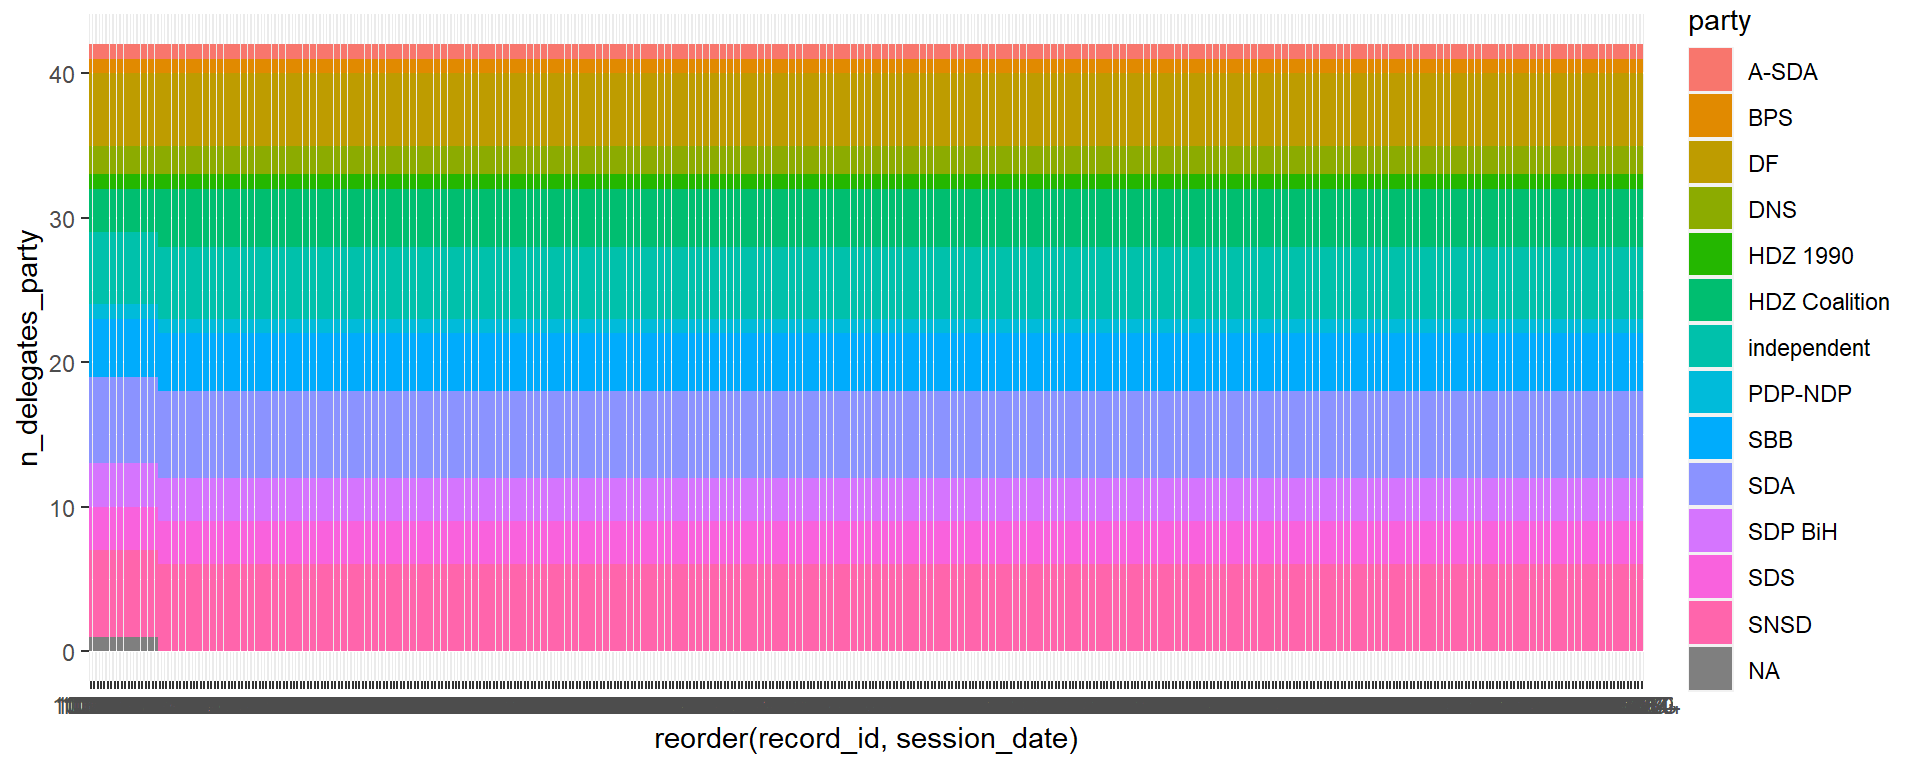 party
A-SDA
BPS
DF
DNS
HDZ 1990
HDZ Coalition
independent
PDP-NDP
SBB
SDA
SDP BiH
SDS
SNSD
NA
n_delegates_party
40
30
20
10
0
reorder(record_id, session_date)